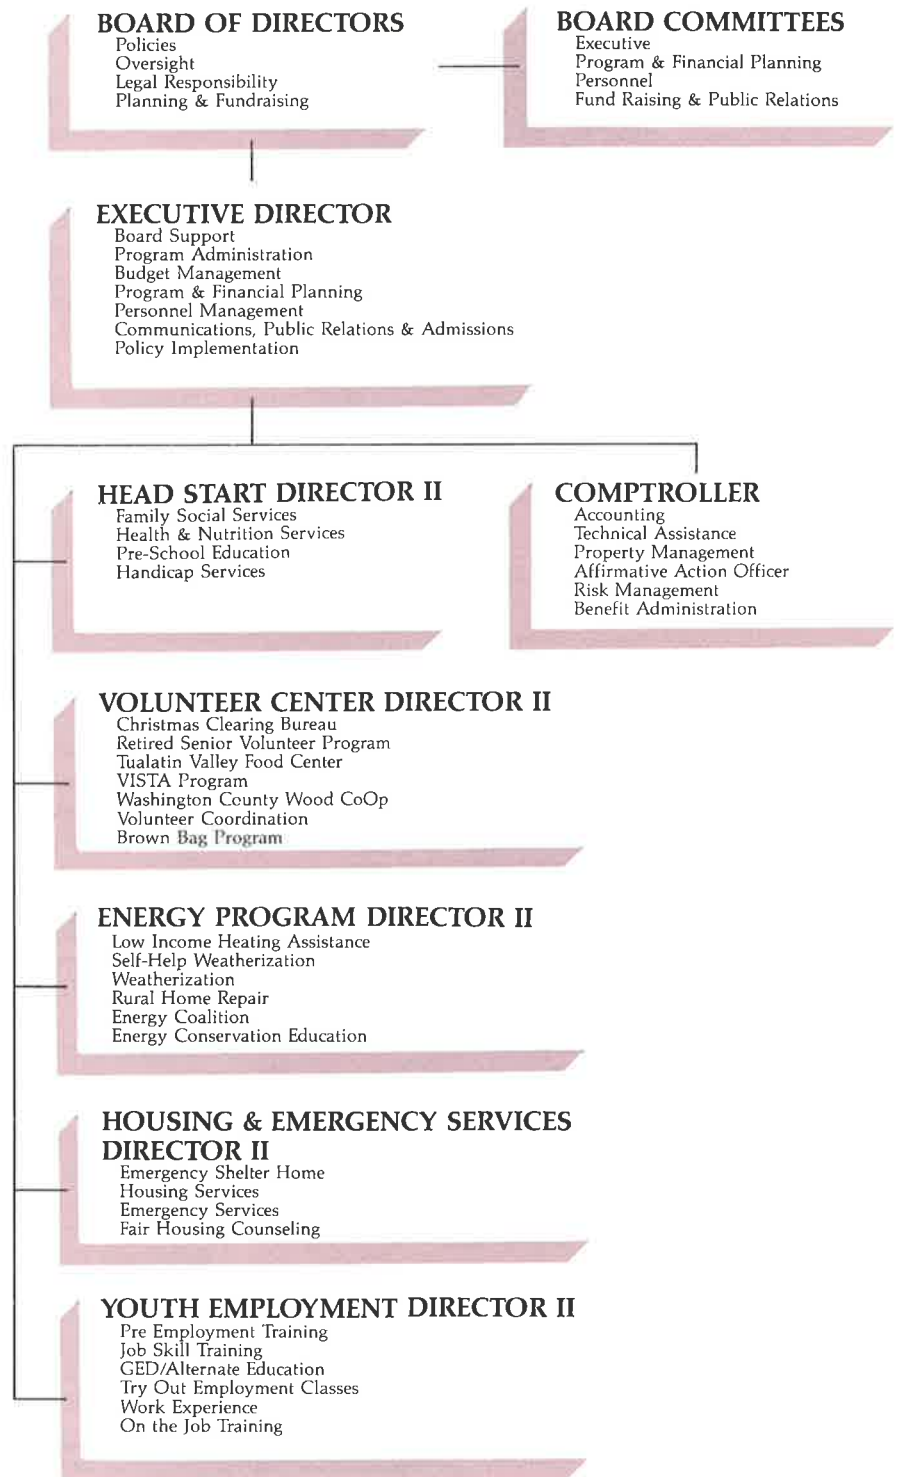 BOARD OF DIRECTORS
Policies
Oversight
Legal Responsibility
Planning & Fundraising
BOARD COMMITTEES
Executive
Program & Financial Planning
Personnel
Fund Raising & Public Relations
EXECUTIVE DIRECTOR
Board Support
Program Administration
Budget Management
Program & Financial Planning
Personnel Management
Communications, Public Relations & Admissions
Policy Implementation
HEAD START DIRECTOR II
Family Social Services
Health & Nutrition Services
Pre-School Education
Handicap Services
COMPTROLLER
Accounting
Technical Assistance
Property Management
Affirmative Action Officer
Risk Management
Benefit Administration
VOLUNTEER CENTER DIRECTOR II
Christmas Clearing Bureau
Retired Senior Volunteer Program
Tualatin Valley Food Center
VISTA Program
Washington County Wood CoOp
Volunteer Coordination
Brown Bag Program
ENERGY PROGRAM DIRECTOR II
Low Income Heating Assistance
Self-Help Weatherization
Weatherization
Rural Home Repair
Energy Coalition
Energy Conservation Education
HOUSING & EMERGENCY SERVICES
DIRECTOR II
Emergency Shelter Home
Housing Services
Emergency Services
Fair Housing Counseling
YOUTH EMPLOYMENT DIRECTOR II
Pre Employment Training
Job Skill Training
GED/Alternate Education
Try Out Employment Classes
Work Experience
On the Job Training